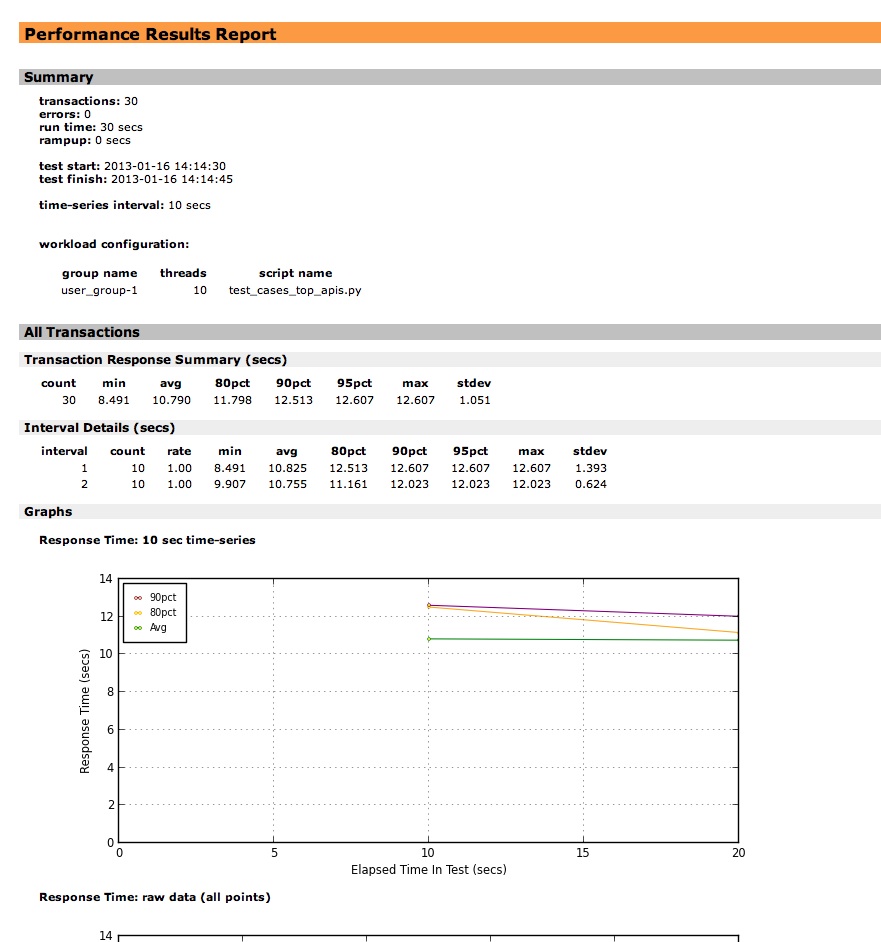 Performance Results Report
Summary
transactions: 30
errors: 0
run time: 30 secs
rampup: 0 secs
test start: 2013-01-16 14:14:30
test finish: 2013-01-16 14:14:45
time-series interval: 10 secs
workload configuration:
group name threads script name
user_group-1 10 test_cases_top_apis.py
All Transactions
Transaction Response Summary (secs)
count min avg 80pct 90pct 95pct max stdev
30 8.491 10.790 11.798 12.513 12.607 12.607 1.051
Interval Details (secs)
interval count rate min avg 80pct 90pct 95pct max stdev
1 10 1.00 8.491 10.825 12.513 12.607 12.607 12.607 1.393
2 10 1.00 9.907 10.755 11.161 12.023 12.023 12.023 0.624
Graphs
Response Time: 10 sec time-series
14
90pct
80pct
Avg
12
10
8
6
4
2
0
Response Time (secs)
0 5 10 15 20
Elapsed Time In Test (secs)
Response Time: raw data (all points)
14